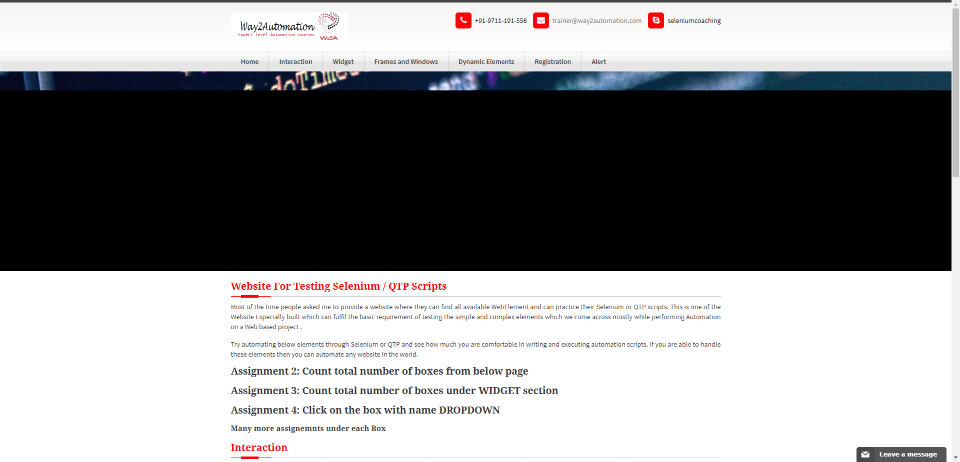 Way2Automation
Expert level Automation courses
W2A
+91-9711-191-558
trainer@way2automation.com
seleniumcoaching
Home
Interaction
Widget
Frames and Windows
Dynamic Elements
Registration
Alert
doTimed
and
Website For Testing Selenium / QTP Scripts
Most of the time people asked me to provide a website where they can find all available WebElement and can practice their Selenium or QTP scripts. This is one of the
Website I specially built which can fulfil the basic requirement of testing the simple and complex elements which we come across mostly while performing Automation
on a Web based project .
Try automating below elements through Selenium or QTP and see how much you are comfortable in writing and executing automation scripts. If you are able to handle
these elements then you can automate any website in the world.
Assignment 2: Count total number of boxes from below page
Assignment 3: Count total number of boxes under WIDGET section
Assignment 4: Click on the box with name DROPDOWN
Many more assignemnts under each Box
Interaction
Leave a message